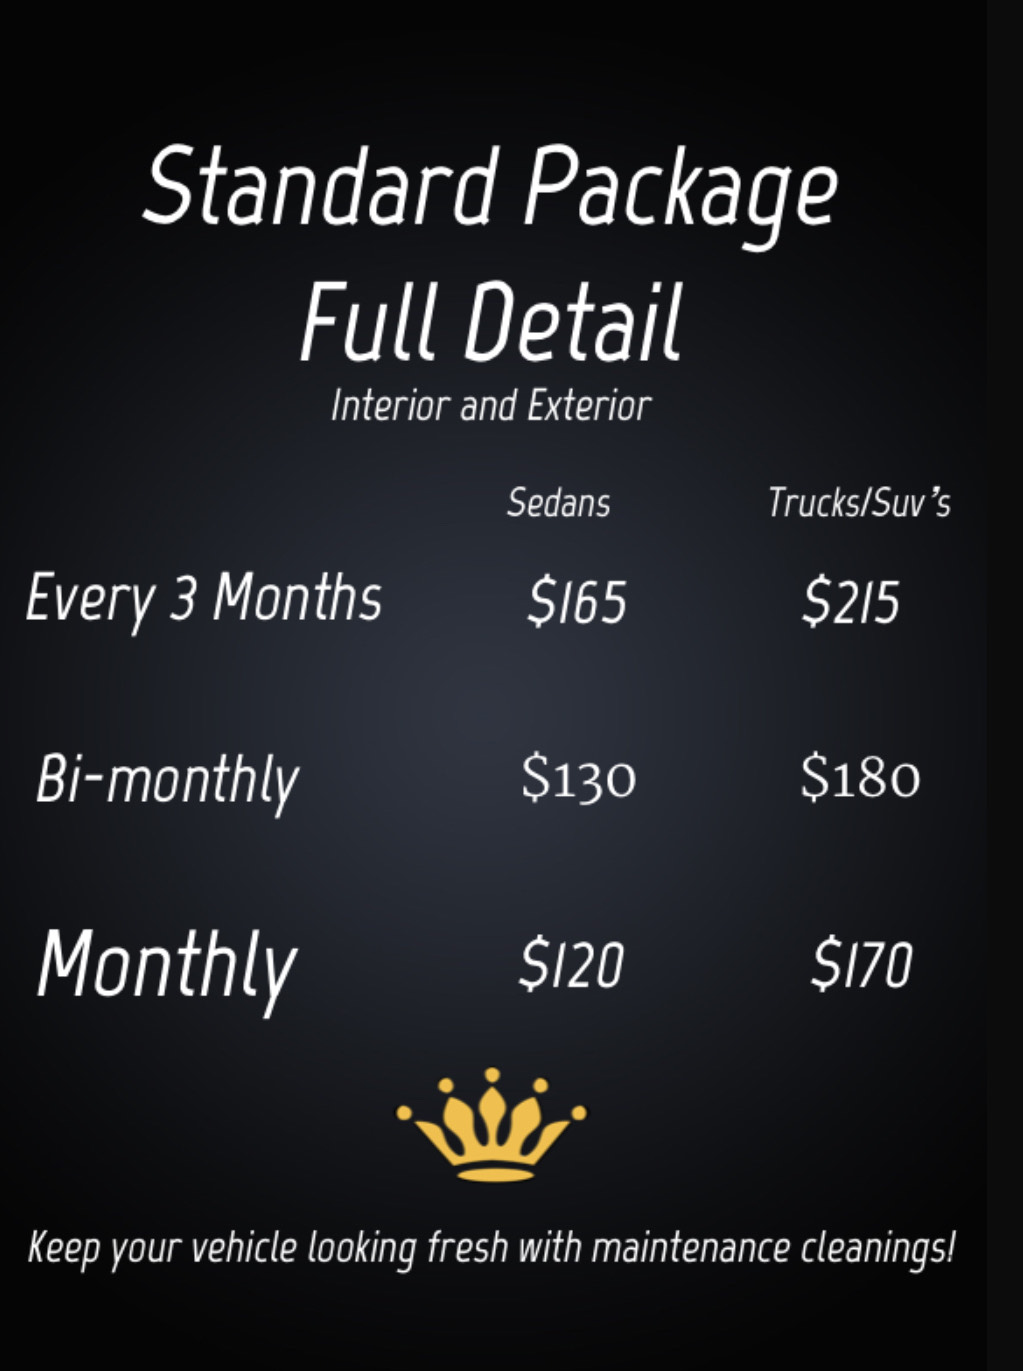 Standard Package
Full Detail
Interior and Exterior
Sedans Trucks/Suv's
Every 3 Months $165 $215
Bi-monthly $130 $180
Monthly $120 $170
Keep your vehicle looking fresh with maintenance cleanings!